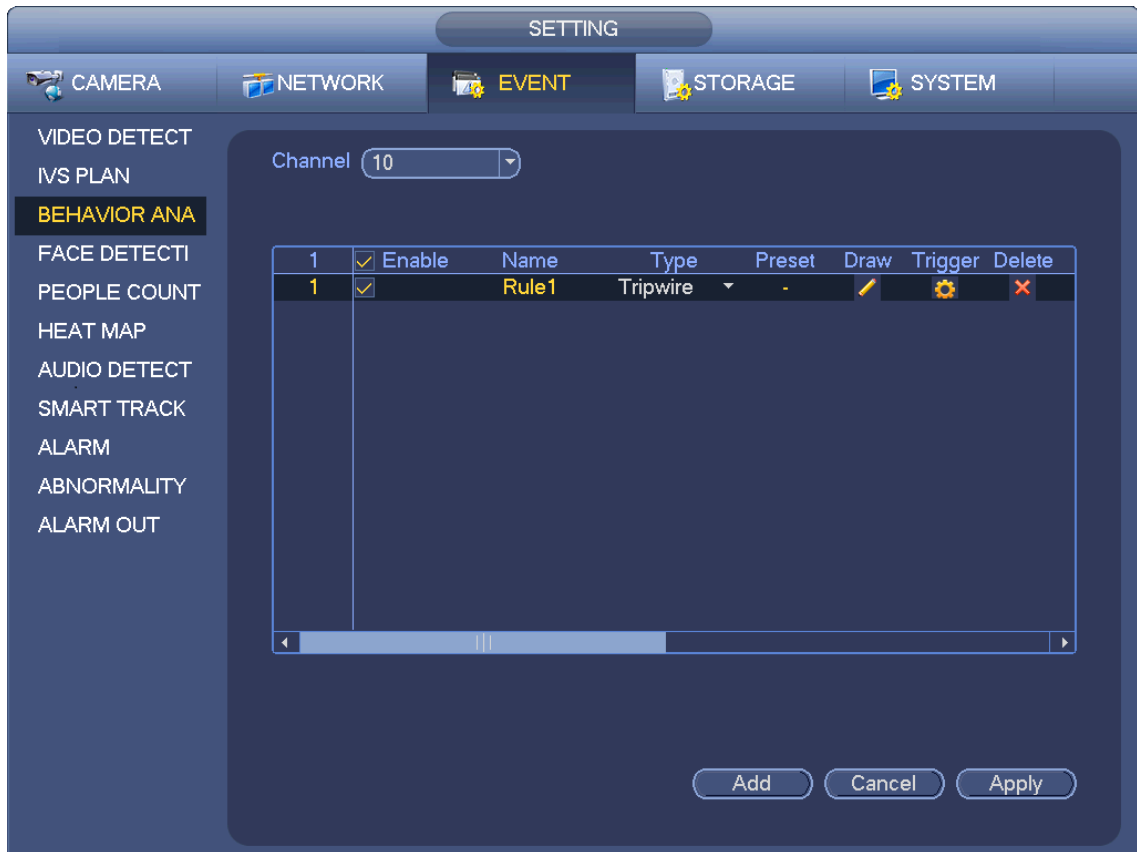 SETTING
CAMERA NETWORK EVENT STORAGE SYSTEM
VIDEO DETECT
IVS PLAN
BEHAVIOR ANA
FACE DETECTI
PEOPLE COUNT
HEAT MAP
AUDIO DETECT
SMART TRACK
ALARM
ABNORMALITY
ALARM OUT
Channel 10
1 Enable Name Type Preset Draw Trigger Delete
1 Rule1 Tripwire -
Add Cancel Apply